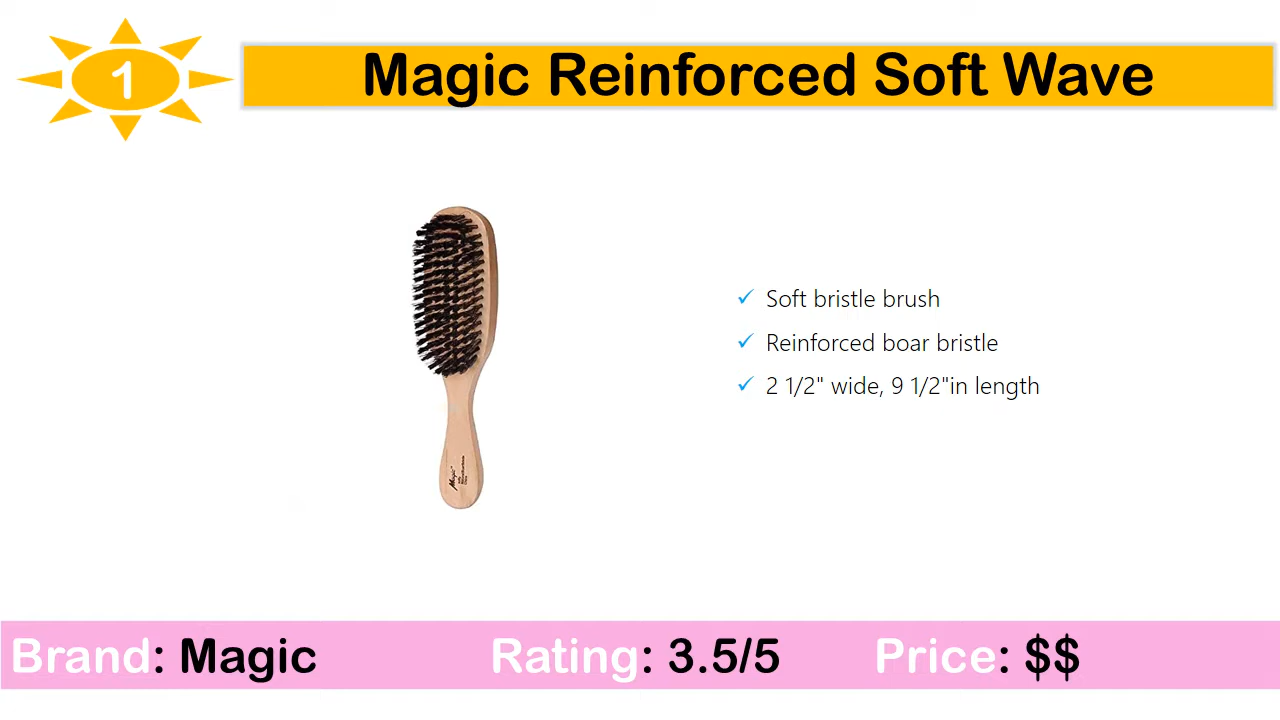 1
Magic Reinforced Soft Wave
✓ Soft bristle brush
✓ Reinforced boar bristle
✓ 2 1/2" wide, 9 1/2"in length
Magic
Brand: Magic Rating: 3.5/5 Price: $$